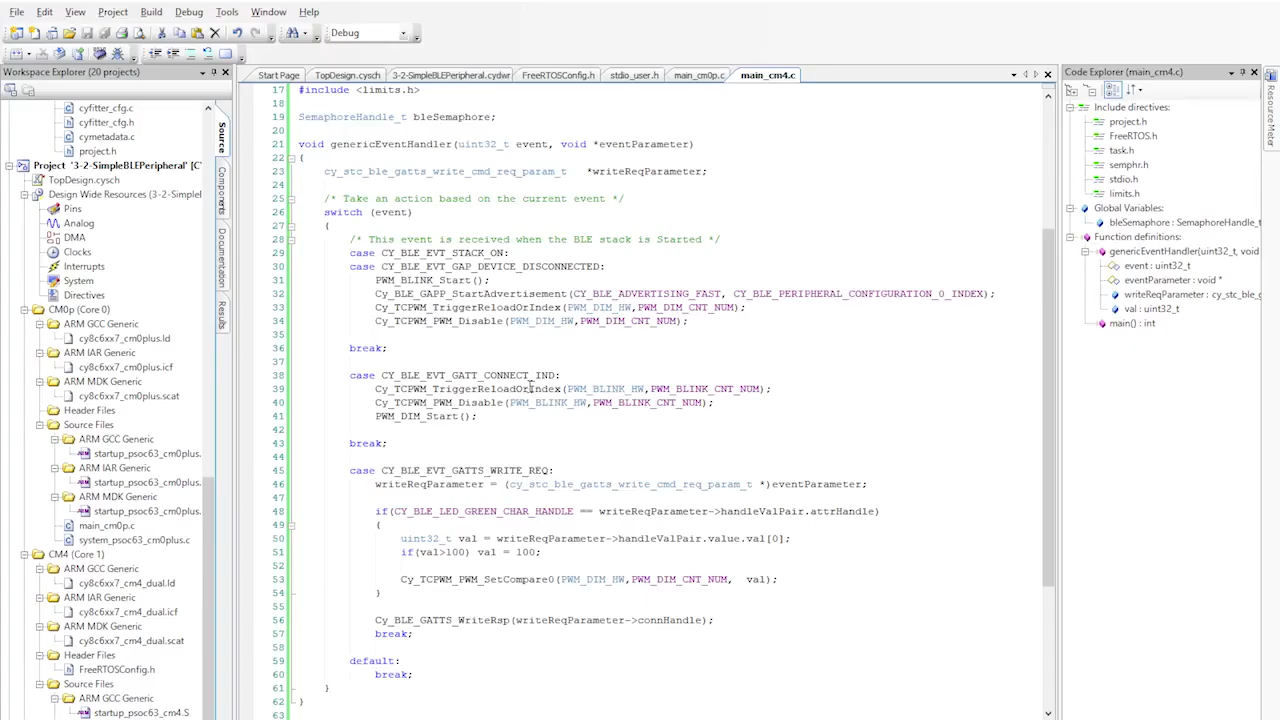 File Edit View Project Build Debug Tools Window Help
Debug
Workspace Explorer (20 projects)
Start Page TopDesign.cysch 3-2-SimpleBLEPeripheral.cydwr FreeRTOSConfig.h stdio_user.h main_cm0p.c main_cm4.c
Code Explorer (main_cm4.c)
cyfitter_cfg.c
cyfitter_cfg.h
cymetadata.c
project.h
Project '3-2-SimpleBLEPeripheral' [C
TopDesign.cysch
Design Wide Resources (3-2-Simpl
Pins
Analog
DMA
Clocks
Interrupts
System
Directives
CM0p (Core 0)
ARM GCC Generic
cy8c6xx7_cm0plus.ld
ARM IAR Generic
cy8c6xx7_cm0plus.icf
ARM MDK Generic
cy8c6xx7_cm0plus.scat
Header Files
Source Files
ARM GCC Generic
startup_psoc63_cm0plus.
ARM IAR Generic
startup_psoc63_cm0plus.
ARM MDK Generic
startup_psoc63_cm0plus.
main_cm0p.c
system_psoc63_cm0plus.c
CM4 (Core 1)
ARM GCC Generic
cy8c6xx7_cm4_dual.ld
ARM IAR Generic
cy8c6xx7_cm4_dual.icf
ARM MDK Generic
cy8c6xx7_cm4_dual.scat
Header Files
FreeRTOSConfig.h
Source Files
ARM GCC Generic
startup_psoc63_cm4.S
Source
Components
Documentation
Results
17 #include <limits.h>
18
19 SemaphoreHandle_t bleSemaphore;
20
21 void genericEventHandler(uint32_t event, void *eventParameter)
22 {
23 cy_stc_ble_gatts_write_cmd_req_param_t *writeReqParameter;
24
25 /* Take an action based on the current event */
26 switch (event)
27 {
28 /* This event is received when the BLE stack is Started */
29 case CY_BLE_EVT_STACK_ON:
30 case CY_BLE_EVT_GAP_DEVICE_DISCONNECTED:
31 PWM_BLINK_Start();
32 Cy_BLE_GAPP_StartAdvertisement(CY_BLE_ADVERTISING_FAST, CY_BLE_PERIPHERAL_CONFIGURATION_0_INDEX);
33 Cy_TCPWM_TriggerReloadOrIndex(PWM_DIM_HW,PWM_DIM_CNT_NUM);
34 Cy_TCPWM_PWM_Disable(PWM_DIM_HW,PWM_DIM_CNT_NUM);
35
36 break;
37
38 case CY_BLE_EVT_GATT_CONNECT_IND:
39 Cy_TCPWM_TriggerReloadOrIndex(PWM_BLINK_HW,PWM_BLINK_CNT_NUM);
40 Cy_TCPWM_PWM_Disable(PWM_BLINK_HW,PWM_BLINK_CNT_NUM);
41 PWM_DIM_Start();
42
43 break;
44
45 case CY_BLE_EVT_GATTS_WRITE_REQ:
46 writeReqParameter = (cy_stc_ble_gatts_write_cmd_req_param_t *)eventParameter;
47
48 if(CY_BLE_LED_GREEN_CHAR_HANDLE == writeReqParameter->handleValPair.attrHandle)
49 {
50 uint32_t val = writeReqParameter->handleValPair.value.val[0];
51 if(val>100) val = 100;
52
53 Cy_TCPWM_PWM_SetCompare0(PWM_DIM_HW,PWM_DIM_CNT_NUM, val);
54 }
55
56 Cy_BLE_GATTS_WriteRsp(writeReqParameter->connHandle);
57 break;
58
59 default:
60 break;
61 }
62 }
63
Include directives:
project.h
FreeRTOS.h
task.h
semphr.h
stdio.h
limits.h
Global Variables:
bleSemaphore : SemaphoreHandle_t
Function definitions:
genericEventHandler(uint32_t event, void
event : uint32_t
eventParameter : void *
writeReqParameter : cy_stc_ble_g
val : uint32_t
main() : int
Resource Meter